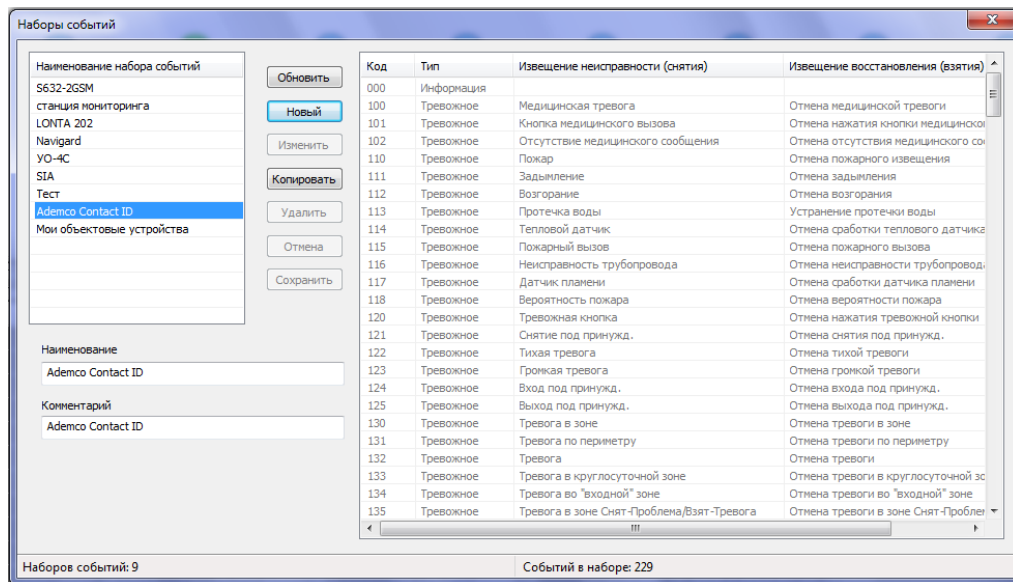 Наборы событий
Наименование набора событий
S632-2GSM
станция мониторинга
LONTA 202
Navigard
УО-4С
SIA
Тест
Ademco Contact ID
Мои объектовые устройства
Обновить
Новый
Изменить
Копировать
Удалить
Отмена
Сохранить
Наименование
Ademco Contact ID
Комментарий
Ademco Contact ID
Код Тип Извещение неисправности (снятия) Извещение восстановления (взятия)
000 Информация
100 Тревожное Медицинская тревога Отмена медицинской тревоги
101 Тревожное Кнопка медицинского вызова Отмена нажатия кнопки медицинско
102 Тревожное Отсутствие медицинского сообщения Отмена отсутствия медицинского со
110 Тревожное Пожар Отмена пожарного извещения
111 Тревожное Задымление Отмена задымления
112 Тревожное Возгорание Отмена возгорания
113 Тревожное Протечка воды Устранение протечки воды
114 Тревожное Тепловой датчик Отмена сработки теплового датчика
115 Тревожное Пожарный вызов Отмена пожарного вызова
116 Тревожное Неисправность трубопровода Отмена неисправности трубопровод
117 Тревожное Датчик пламени Отмена сработки датчика пламени
118 Тревожное Вероятность пожара Отмена вероятности пожара
120 Тревожное Тревожная кнопка Отмена нажатия тревожной кнопки
121 Тревожное Снятие под принужд. Отмена снятия под принужд.
122 Тревожное Тихая тревога Отмена тихой тревоги
123 Тревожное Громкая тревога Отмена громкой тревоги
124 Тревожное Вход под принужд. Отмена входа под принужд.
125 Тревожное Выход под принужд. Отмена выхода под принужд.
130 Тревожное Тревога в зоне Отмена тревоги в зоне
131 Тревожное Тревога по периметру Отмена тревоги по периметру
132 Тревожное Тревога Отмена тревоги
133 Тревожное Тревога в круглосуточной зоне Отмена тревоги в круглосуточной зо
134 Тревожное Тревога во "входной" зоне Отмена тревоги во "входной" зоне
135 Тревожное Тревога в зоне Снят-Проблема/Взят-Тревога Отмена тревоги в зоне Снят-Проблем
Наборов событий: 9 Событий в наборе: 229